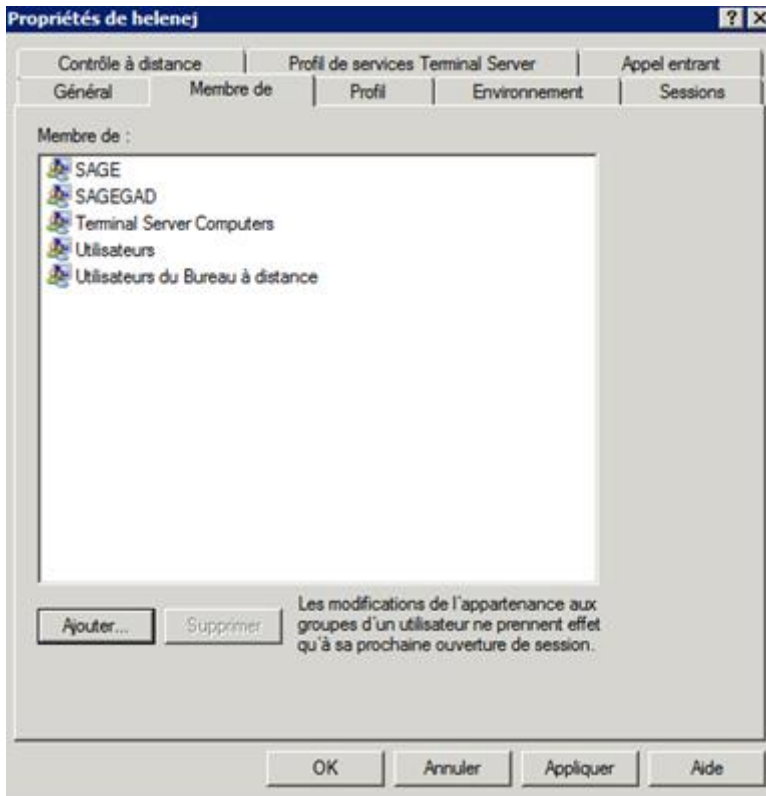 Propriétés de helenej
Contrôle à distance Profil de services Terminal Server Appel entrant
Général Membre de Profil Environnement Sessions
Membre de :
SAGE
SAGEGAD
Terminal Server Computers
Utilisateurs
Utilisateurs du Bureau à distance
Ajouter... Supprimer
Les modifications de l'appartenance aux
groupes d'un utilisateur ne prennent effet
qu'à sa prochaine ouverture de session.
OK Annuler Appliquer Aide